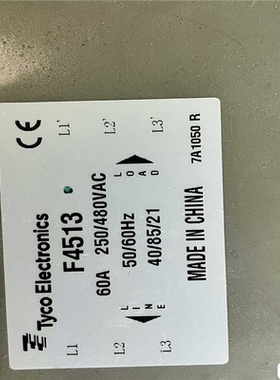 L1' L2' L3'
CE
Tyco Electronics
F4513
60A 250/480VAC
50/60Hz
40/85/21
LOAD
LINE
MADE IN CHINA
7A1050 R
L1 L2 L3